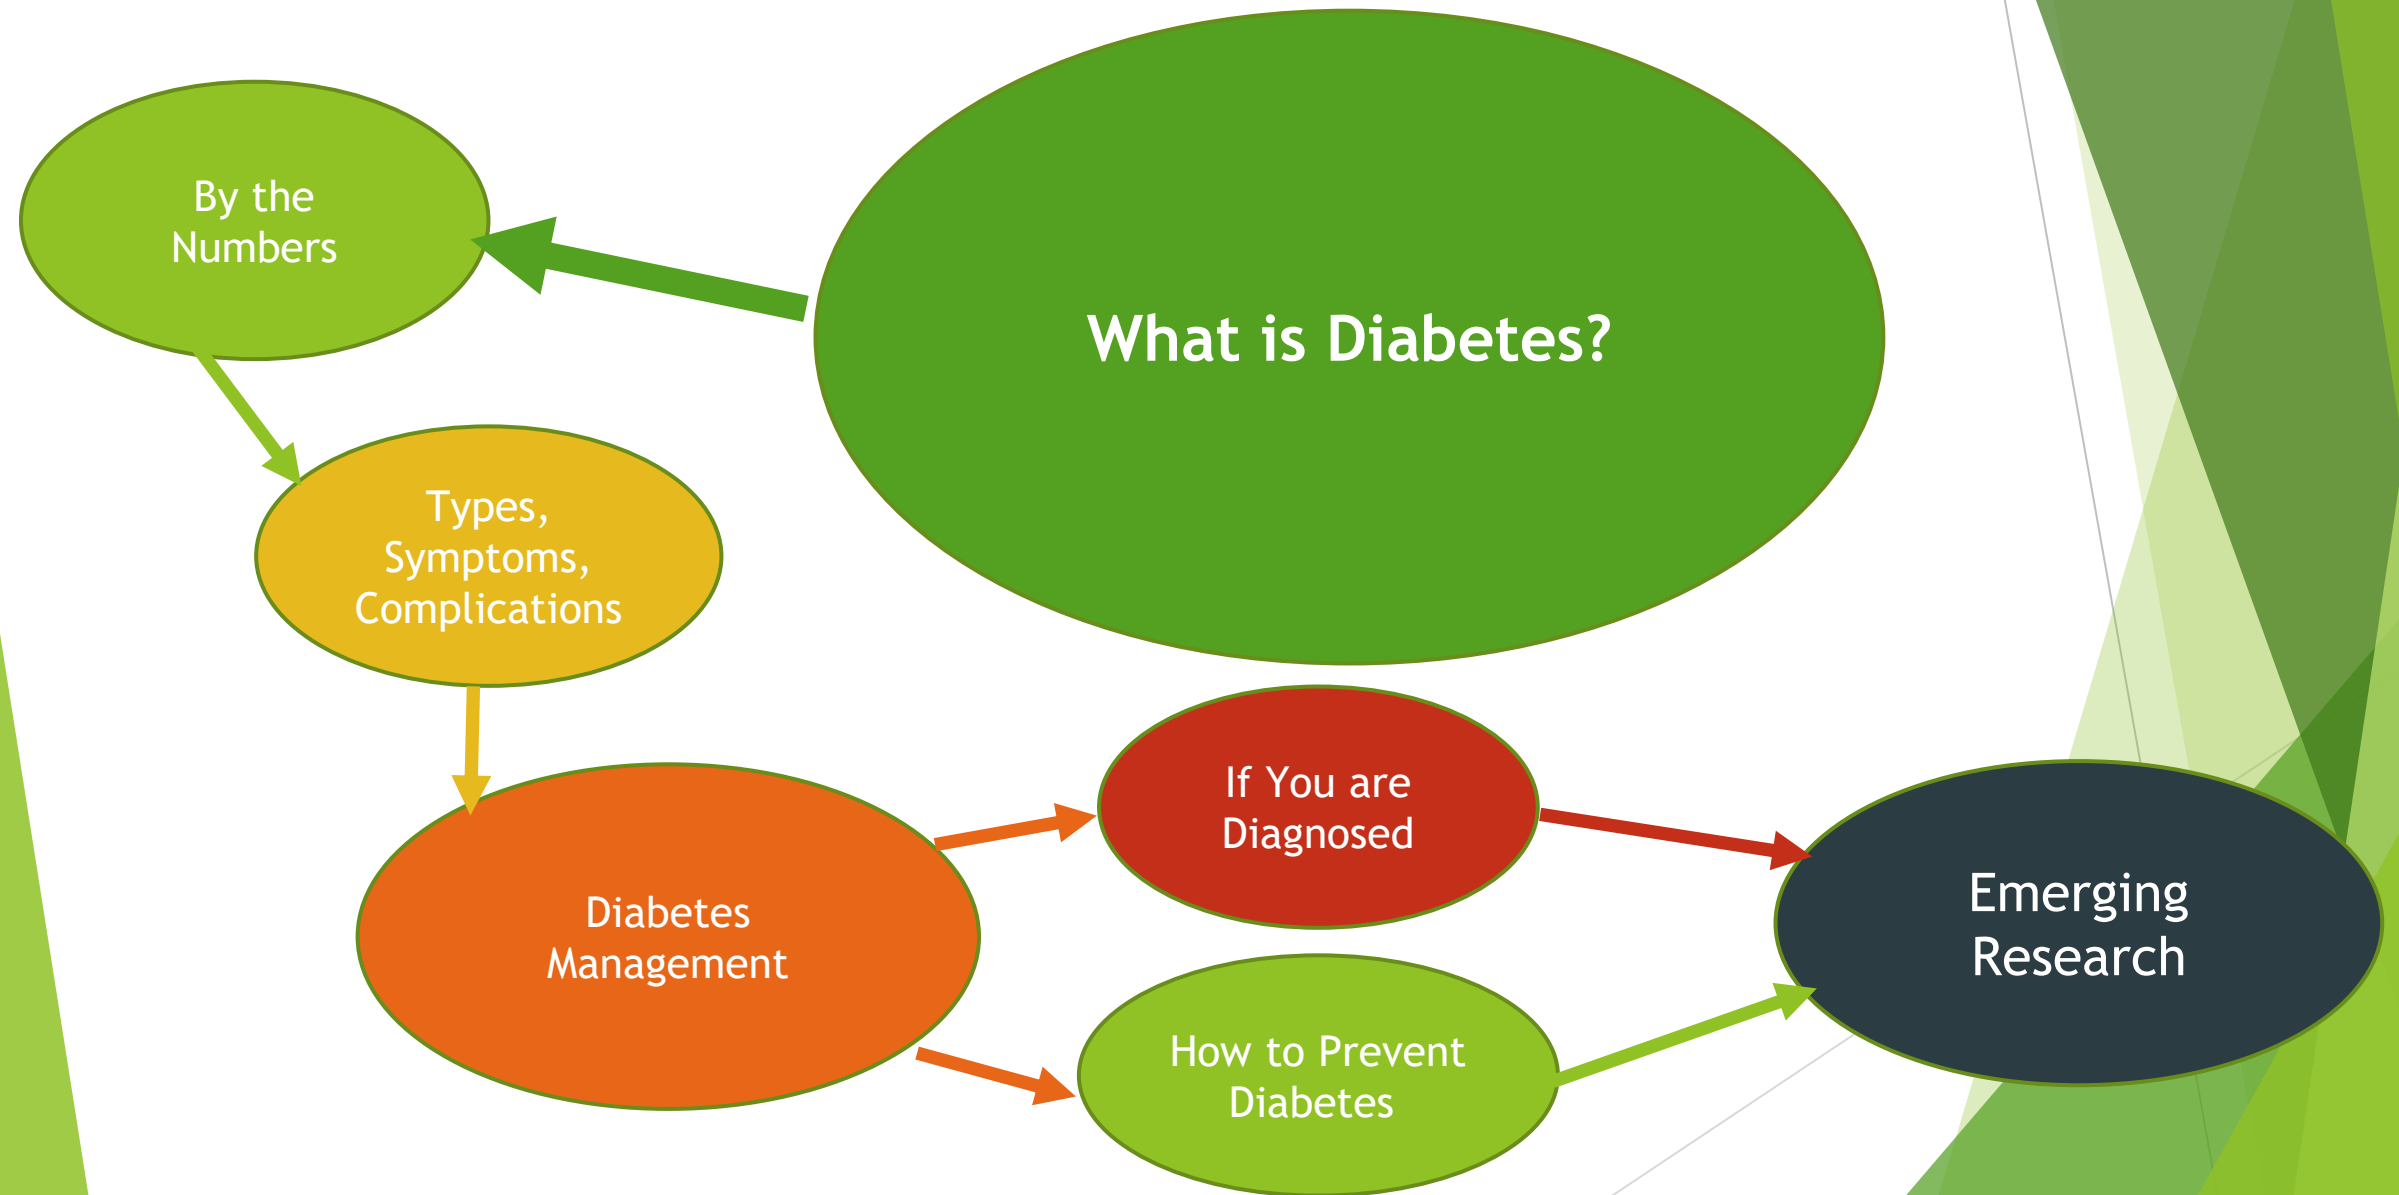 What is Diabetes?
By the
Numbers
Types,
Symptoms,
Complications
Diabetes
Management
If You are
Diagnosed
How to Prevent
Diabetes
Emerging
Research